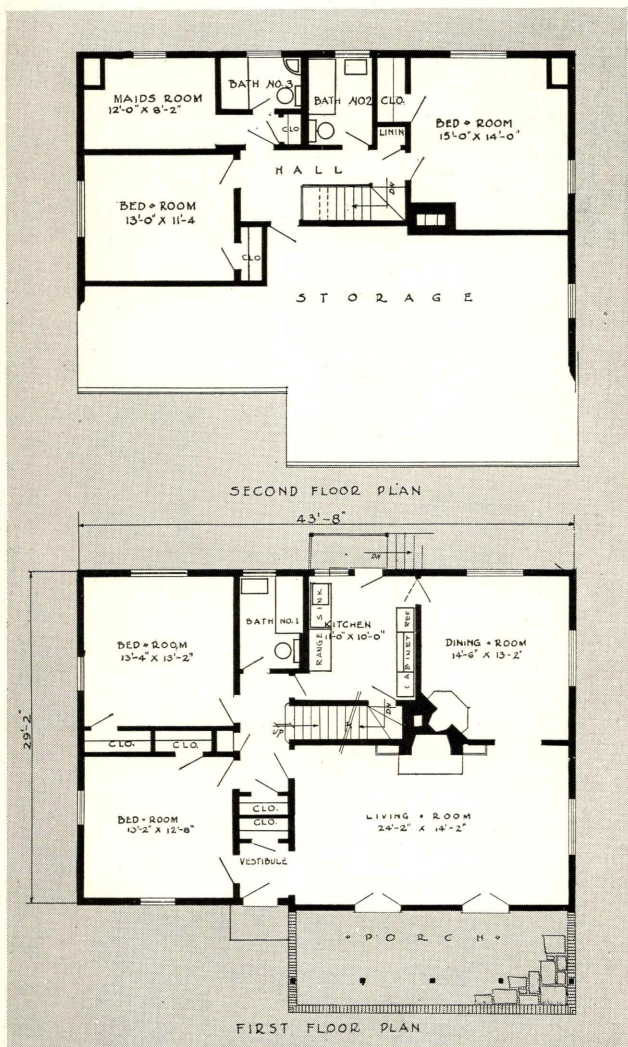 BATH NO.3
MAIDS ROOM
12'-0" X 8'-2"
BATH NO2
CLO.
CLO
LININ
BED ROOM
15'-0" X 14'-0"
HALL
DN
BED ROOM
13'-0" X 11'-4
CLO
STORAGE
SECOND FLOOR PLAN
43'-8"
29'-2"
DN
BED ROOM
13'-4" X 13'-2"
BATH NO.1
SINK
RANGE
KITCHEN
11'-0" X 10'-0"
REF
CABINET
DINING ROOM
14'-6" X 13-2"
UP
DN
CLO.
CLO.
BED ROOM
13'-2" X 12'-8"
CLO.
CLO.
VESTIBULE
LIVING ROOM
24'-2" X 14'-2"
PORCH
FIRST FLOOR PLAN